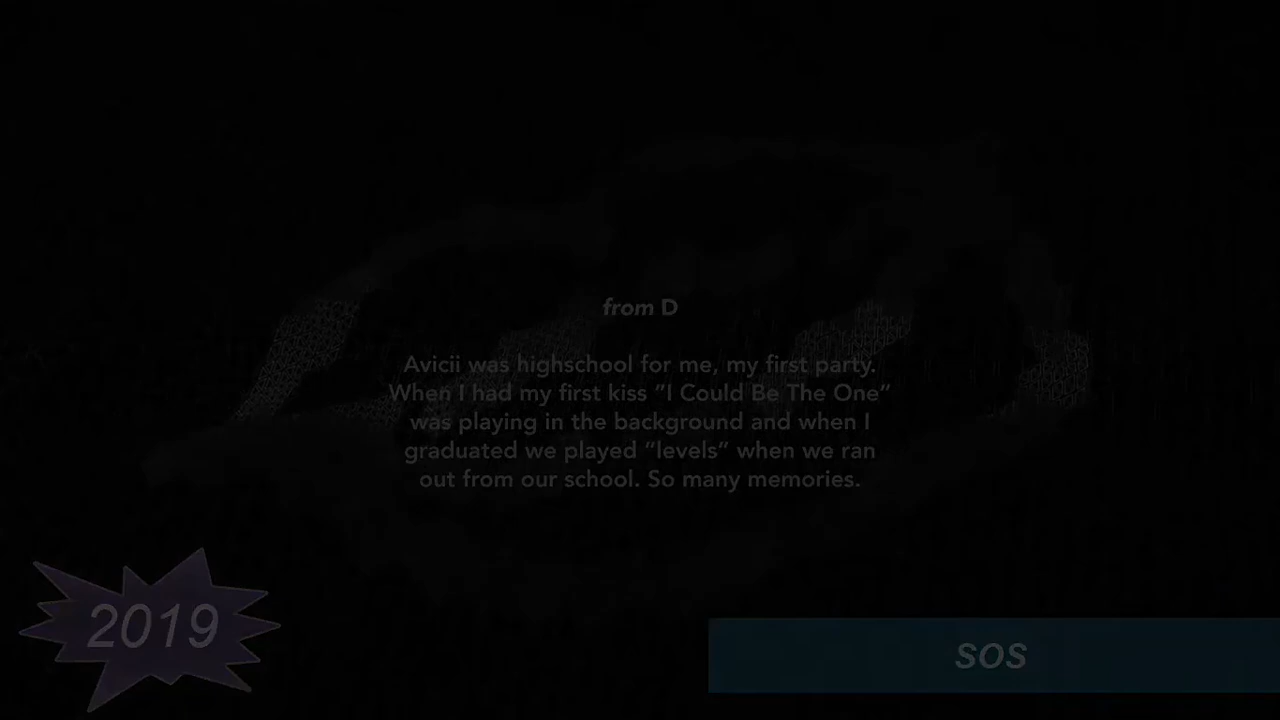 from D
Avicii was highschool for me, my first party.
When I had my first kiss ”I Could Be The One”
was playing in the background and when I
graduated we played ”levels” when we ran
out from our school. So many memories.
2019
SOS